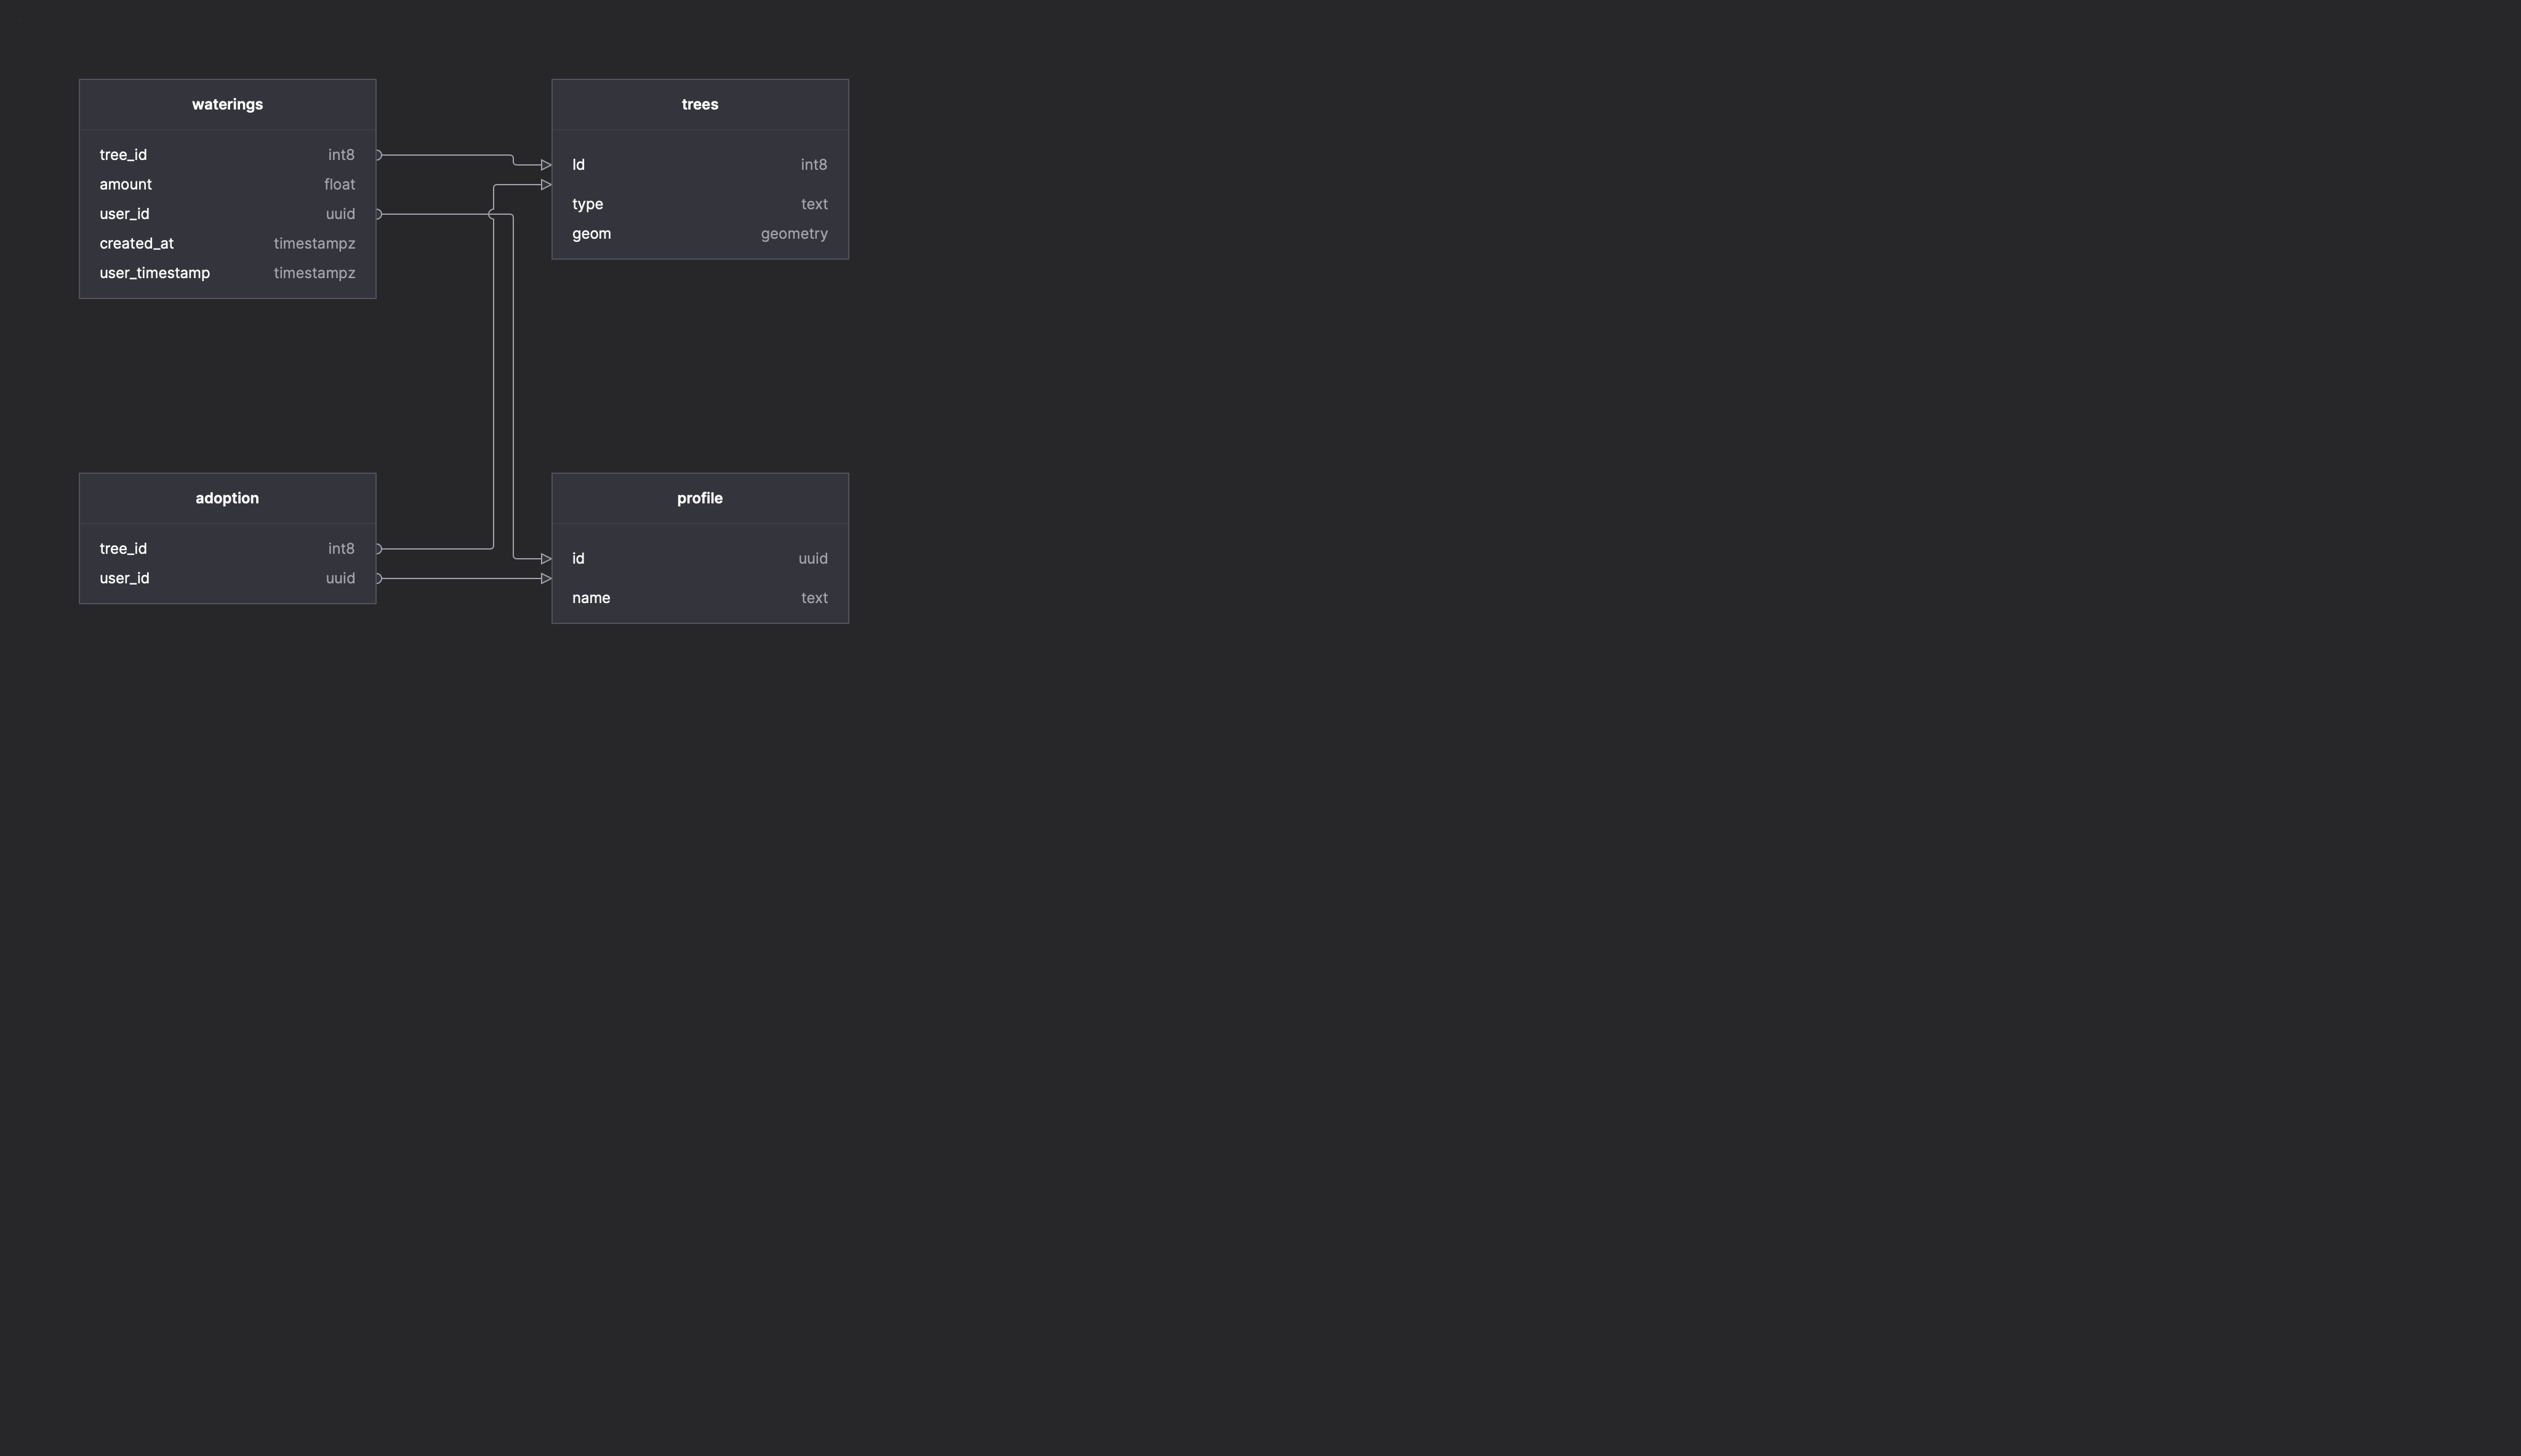 waterings
tree_id int8
amount float
user_id uuid
created_at timestampz
user_timestamp timestampz
trees
Id int8
type text
geom geometry
adoption
tree_id int8
user_id uuid
profile
id uuid
name text